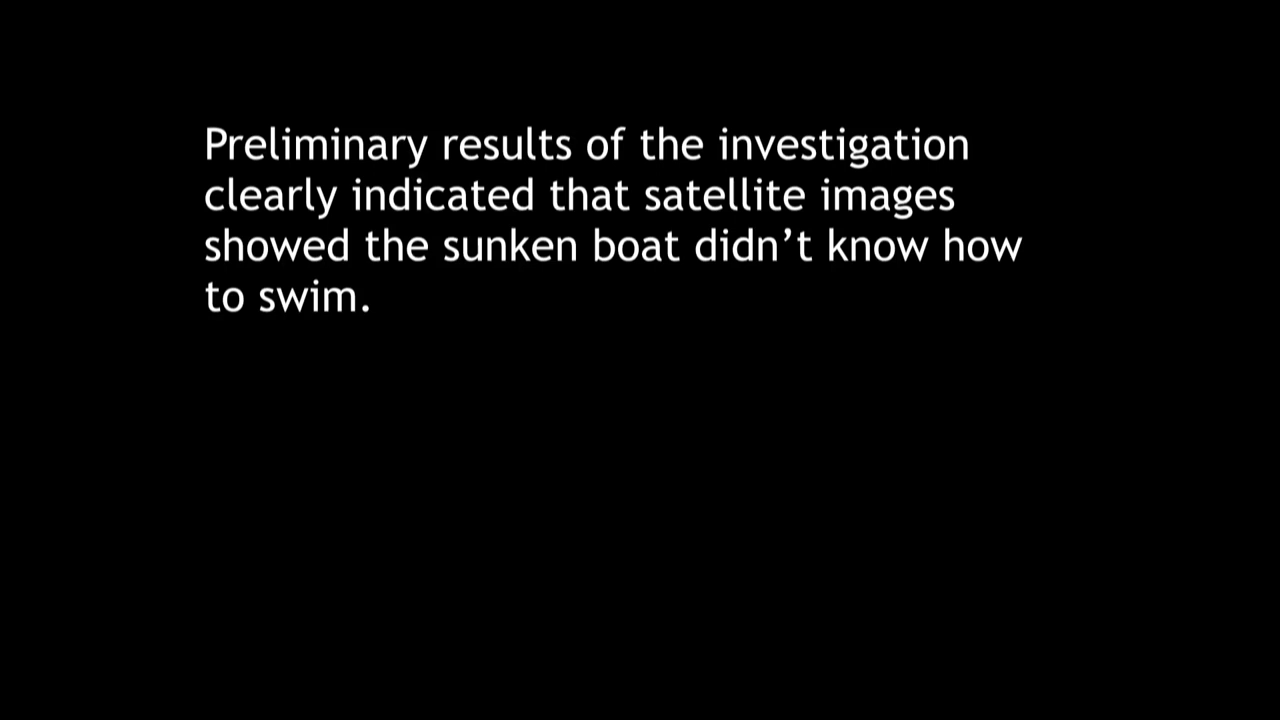 Preliminary results of the investigation
clearly indicated that satellite images
showed the sunken boat didn’t know how
to swim.